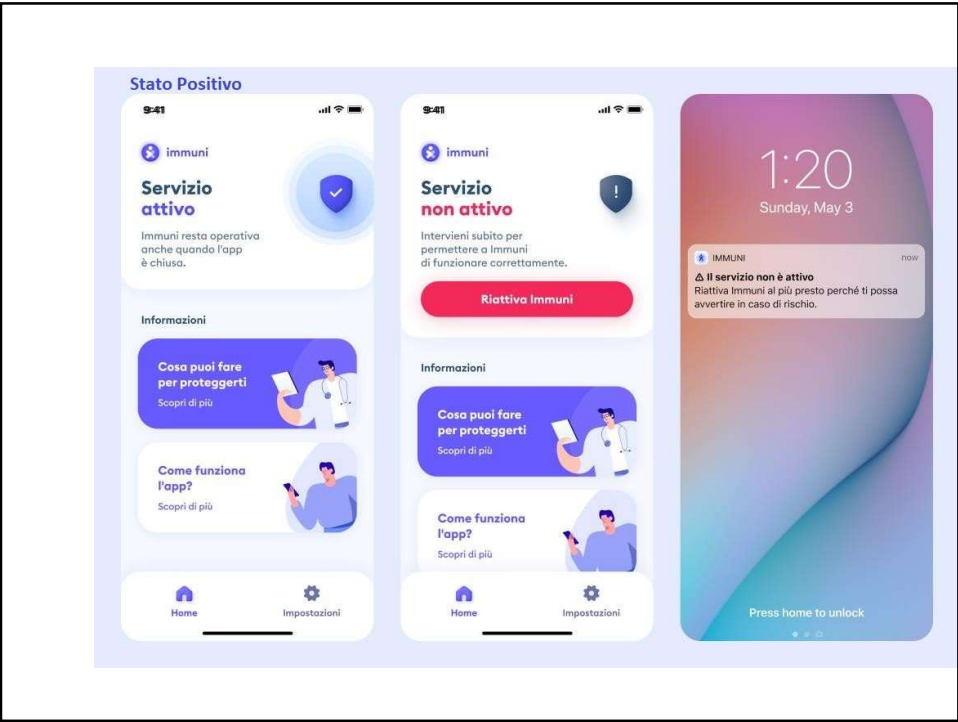 Stato Positivo
9:41
immuni
Servizio
attivo
Immuni resta operativa
anche quando l'app
è chiusa.
Informazioni
Cosa puoi fare
per proteggerti
Scopri di più
Come funziona
l'app?
Scopri di più
Home
Impostazioni
9:41
immuni
Servizio
non attivo
Intervieni subito per
permettere a Immuni
di funzionare correttamente.
Riattiva Immuni
Informazioni
Cosa puoi fare
per proteggerti
Scopri di più
Come funziona
l'app?
Scopri di più
Home
Impostazioni
1:20
Sunday, May 3
IMMUNI
now
⚠ Il servizio non è attivo
Riattiva Immuni al più presto perché ti possa
avvertire in caso di rischio.
Press home to unlock